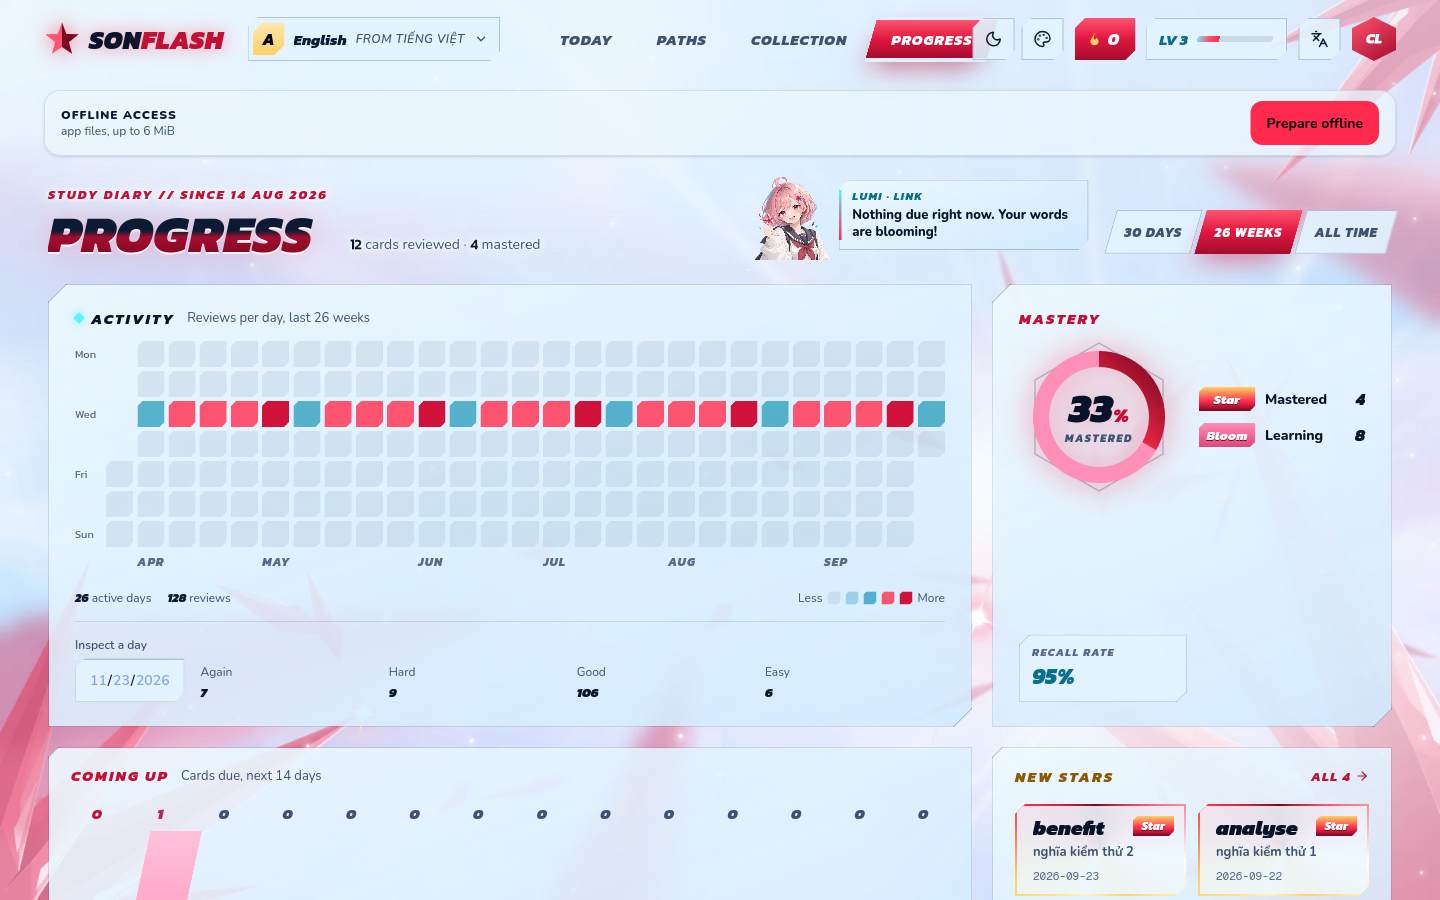 SONFLASH
A English FROM TIẾNG VIỆT
TODAY PATHS COLLECTION PROGRESS
0
LV 3
CL
OFFLINE ACCESS
app files, up to 6 MiB
Prepare offline
STUDY DIARY // SINCE 14 AUG 2026
PROGRESS
12 cards reviewed · 4 mastered
LUMI · LINK
Nothing due right now. Your words
are blooming!
30 DAYS 26 WEEKS ALL TIME
ACTIVITY Reviews per day, last 26 weeks
Mon
Wed
Fri
Sun
APR MAY JUN JUL AUG SEP
26 active days 128 reviews
Less More
Inspect a day
11/23/2026
Again
7
Hard
9
Good
106
Easy
6
MASTERY
33%
MASTERED
Star Mastered 4
Bloom Learning 8
RECALL RATE
95%
COMING UP Cards due, next 14 days
0 1 0 0 0 0 0 0 0 0 0 0 0 0
NEW STARS
ALL 4
benefit Star
nghĩa kiểm thử 2
2026-09-23
analyse Star
nghĩa kiểm thử 1
2026-09-22